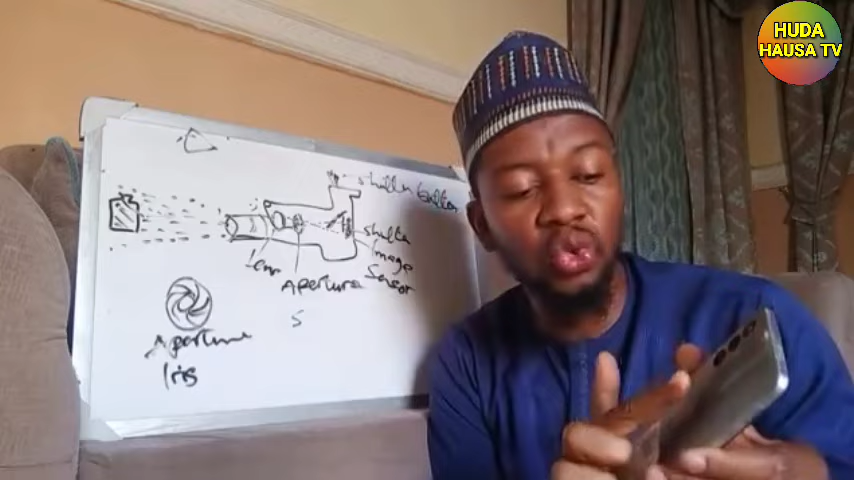 HUDA
HAUSA TV
shutter button
shutter
Image
Sensor
lens
Aperture
S
Aperture
Iris